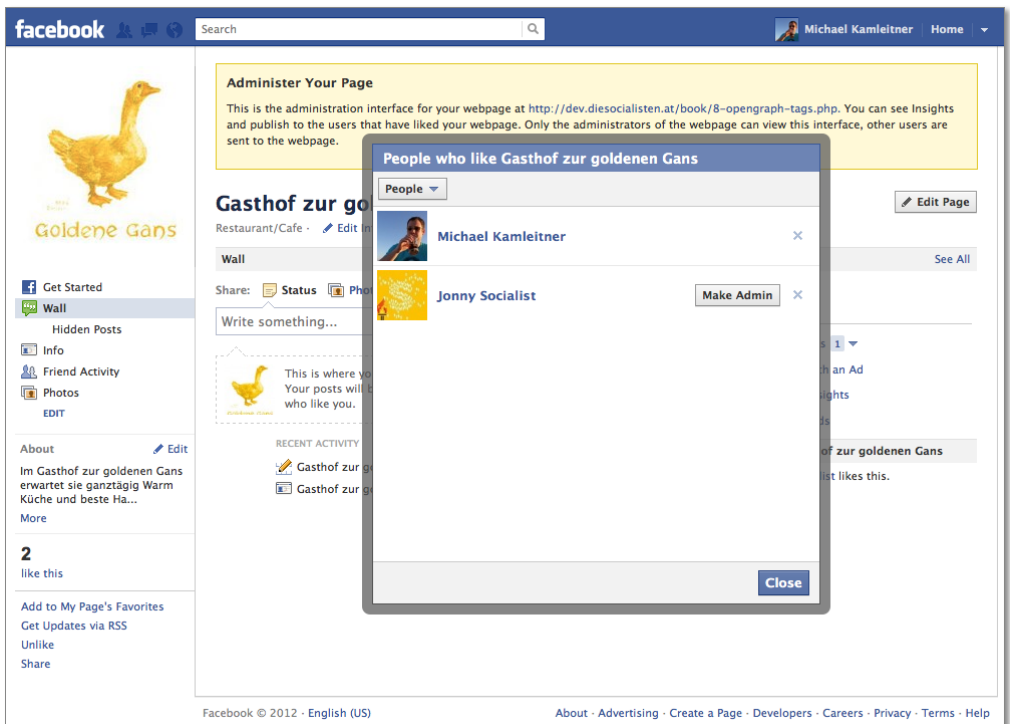 facebook
Search
Michael Kamleitner
Home
Goldene Gans
Get Started
Wall
Hidden Posts
Info
Friend Activity
Photos
EDIT
About
Edit
Im Gasthof zur goldenen Gans
erwartet sie ganztägig Warm
Küche und beste Ha...
More
2
like this
Add to My Page's Favorites
Get Updates via RSS
Unlike
Share
Administer Your Page
This is the administration interface for your webpage at http://dev.diesocialisten.at/book/8-opengraph-tags.php. You can see Insights
and publish to the users that have liked your webpage. Only the administrators of the webpage can view this interface, other users are
sent to the webpage.
Gasthof zur go
Restaurant/Cafe ·
Edit In
Edit Page
Wall
See All
Share:
Status
Pho
Write something...
This is where yo
Your posts will b
who like you.
RECENT ACTIVITY
Gasthof zur g
Gasthof zur g
People who like Gasthof zur goldenen Gans
People
Michael Kamleitner
×
Jonny Socialist
Make Admin
×
Close
s 1
h an Ad
ights
ds
of zur goldenen Gans
list likes this.
Facebook © 2012 · English (US)
About · Advertising · Create a Page · Developers · Careers · Privacy · Terms · Help